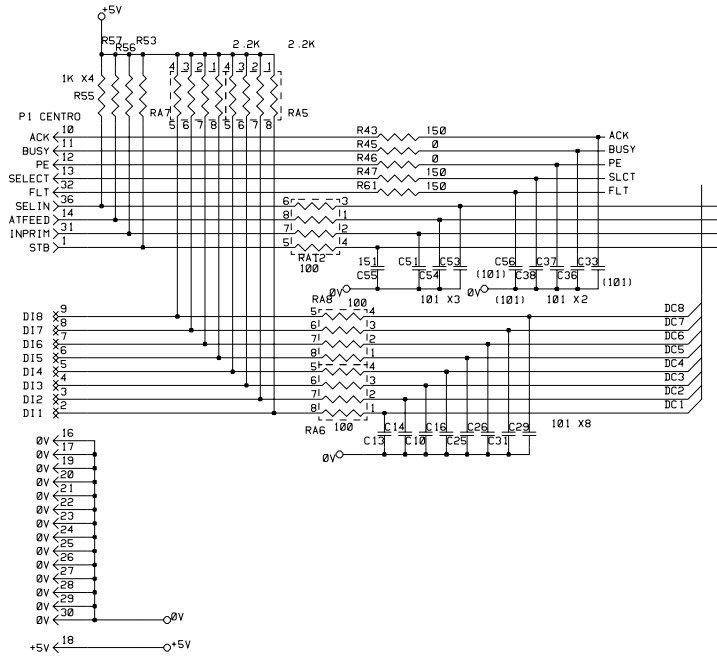 +5V
R57 R53
R56
2.2K 2.2K
4 3 2 1 4 3 2 1
1K X4
R55
RA7 RA5
5 6 7 8 5 6 7 8
P1 CENTRO
ACK 10 R43 150 ACK
BUSY 11 R45 0 BUSY
PE 12 R46 0 PE
SELECT 13 R47 150 SLCT
FLT 32 R61 150 FLT
SELIN 36 6 3
ATFEED 14 8 1
INPRIM 31 7 2
STB 1 5 4
RA12
100
151 C51 C53 C56 C37 C33
C55 C54 (101) C38 C36 (101)
0V 101 X3 0V (101) 101 X2
RA8 100
DI8 9 5 4 DC8
DI7 8 6 3 DC7
DI6 7 7 2 DC6
DI5 6 8 1 DC5
DI4 5 5 4 DC4
DI3 4 6 3 DC3
DI2 3 7 2 DC2
DI1 2 8 1 DC1
RA6 100
C14 C16 C26 C29 101 X8
C13 C10 C25 C31
0V
0V 16
0V 17
0V 19
0V 20
0V 21
0V 22
0V 23
0V 24
0V 25
0V 26
0V 27
0V 28
0V 29
0V 30 0V
+5V 18 +5V